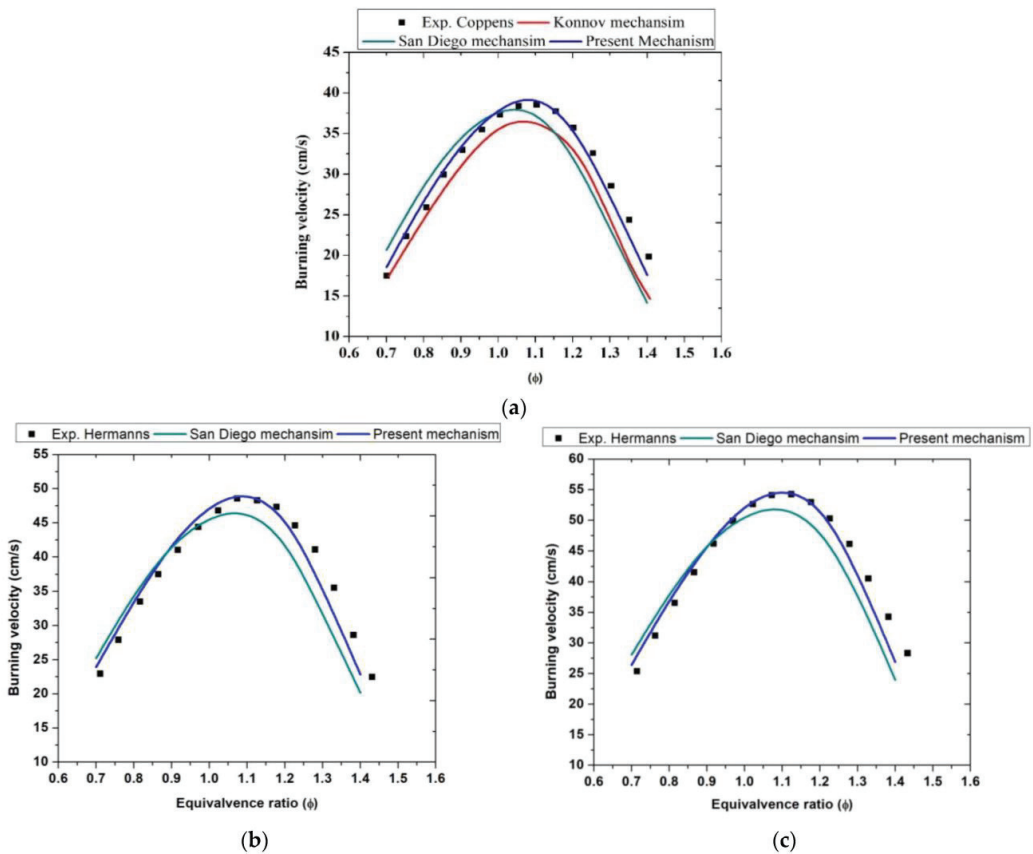 Exp. Coppens Konnov mechansim
San Diego mechansim Present Mechanism
45
40
35
30
25
20
15
10
Burning velocity (cm/s)
0.6 0.7 0.8 0.9 1.0 1.1 1.2 1.3 1.4 1.5 1.6
(ϕ)
(a)
Exp. Hermanns San Diego mechansim Present mechanism
55
50
45
40
35
30
25
20
15
10
Burning velocity (cm/s)
0.6 0.7 0.8 0.9 1.0 1.1 1.2 1.3 1.4 1.5 1.6
Equivalvence ratio (ϕ)
(b)
Exp. Hermanns San Diego mechansim Present mechanism
60
55
50
45
40
35
30
25
20
15
10
Burning velocity (cm/s)
0.6 0.7 0.8 0.9 1.0 1.1 1.2 1.3 1.4 1.5 1.6
Equivalvence ratio (ϕ)
(c)